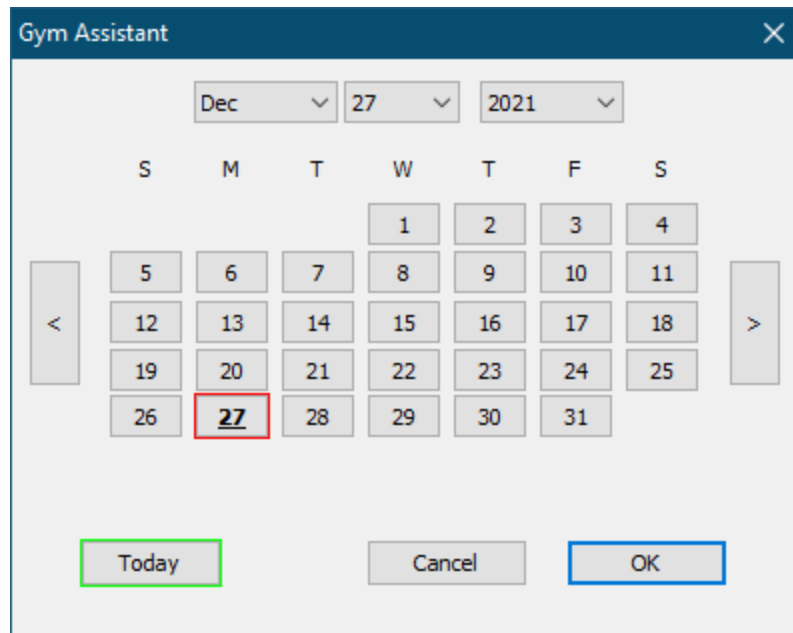 Gym Assistant
Dec 27 2021
S M T W T F S
1 2 3 4
5 6 7 8 9 10 11
< 12 13 14 15 16 17 18 >
19 20 21 22 23 24 25
26 27 28 29 30 31
Today Cancel OK